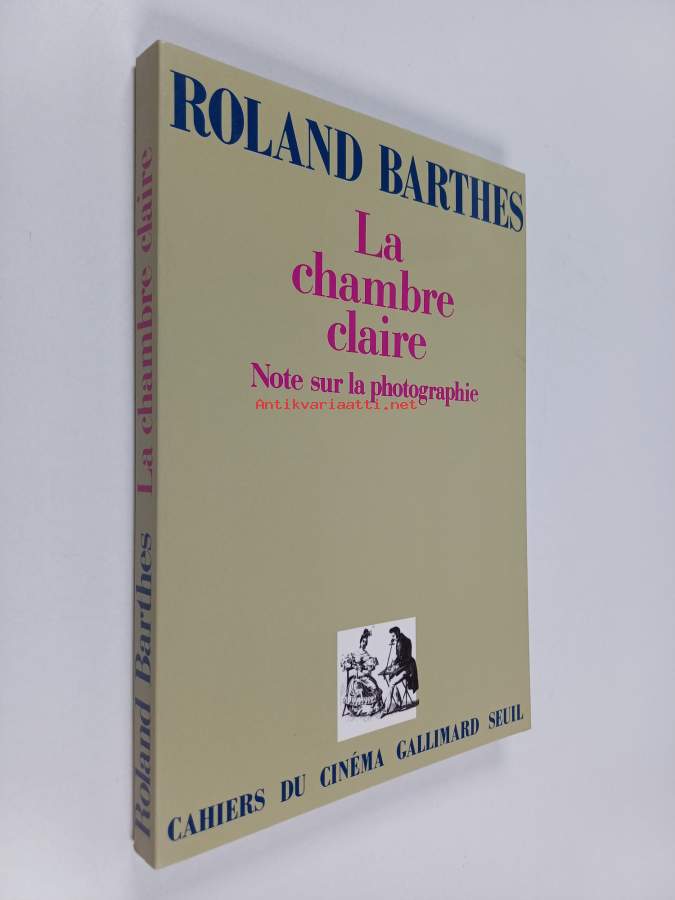 ROLAND BARTHES
La
chambre
claire
Note sur la photographie
Antikvariaatti.net
CAHIERS DU CINÉMA GALLIMARD SEUIL
Roland Barthes La chambre claire